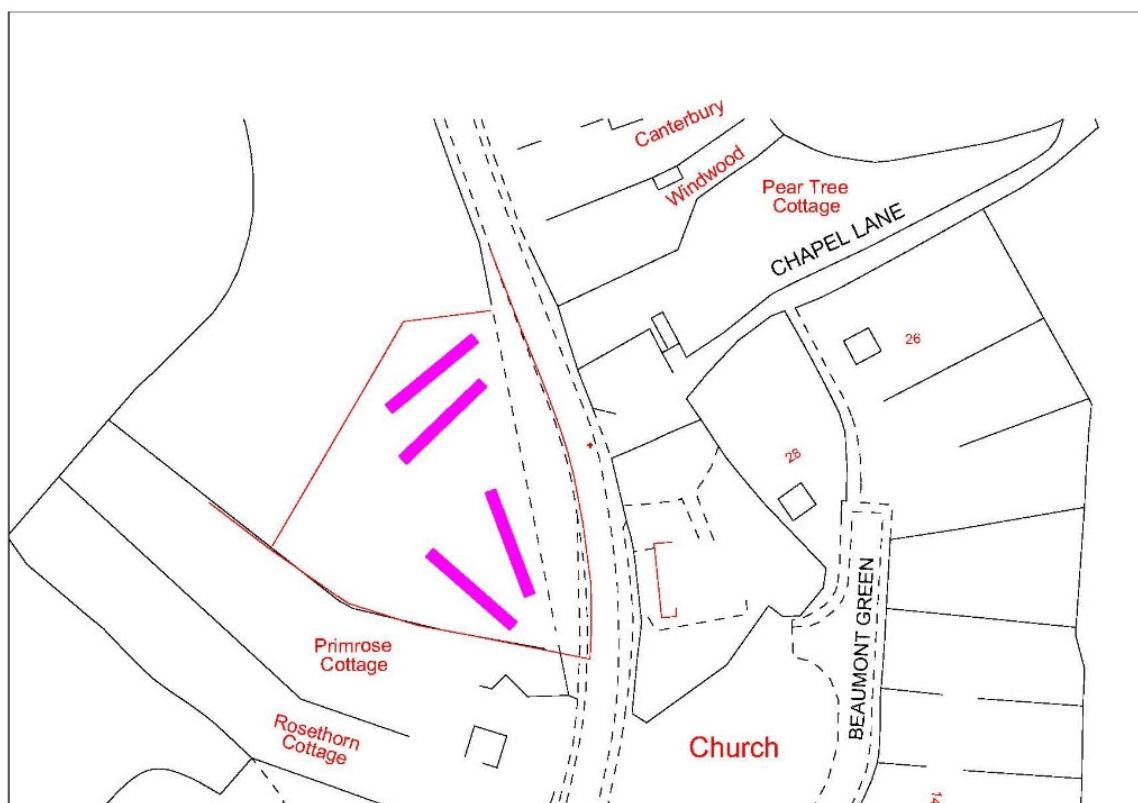 Canterbury
Windwood
Pear Tree
Cottage
CHAPEL LANE
26
28
BEAUMONT GREEN
Primrose
Cottage
Rosethorn
Cottage
Church